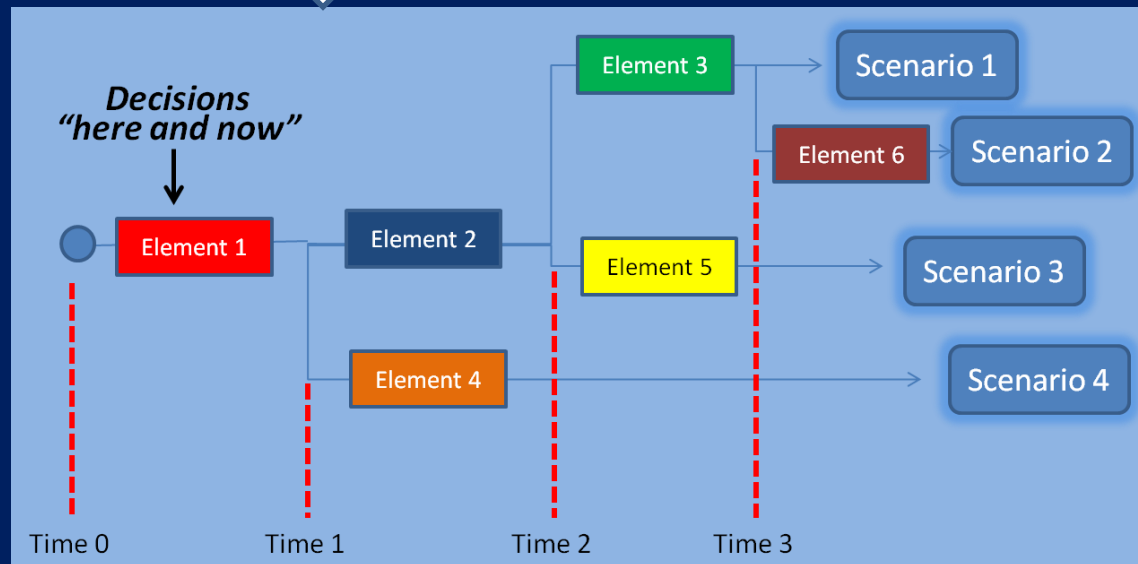 Decisions
“here and now”
Element 1
Element 2
Element 3
Element 4
Element 5
Element 6
Scenario 1
Scenario 2
Scenario 3
Scenario 4
Time 0
Time 1
Time 2
Time 3